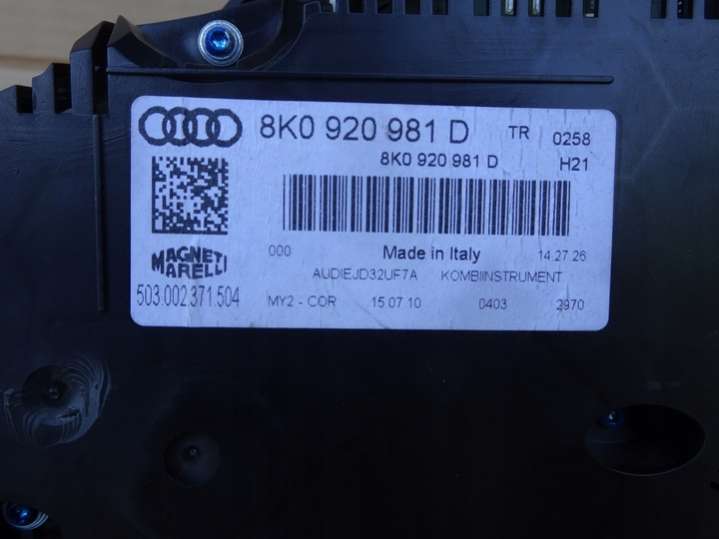 8K0 920 981 D TR 0258
8K0 920 981 D H21
000 Made in Italy 14.27.26
MAGNETI
MARELLI
AUDIEJD32UF7A KOMBIINSTRUMENT
503.002.371.504 MY2 - COR 15.07.10 0403 2970